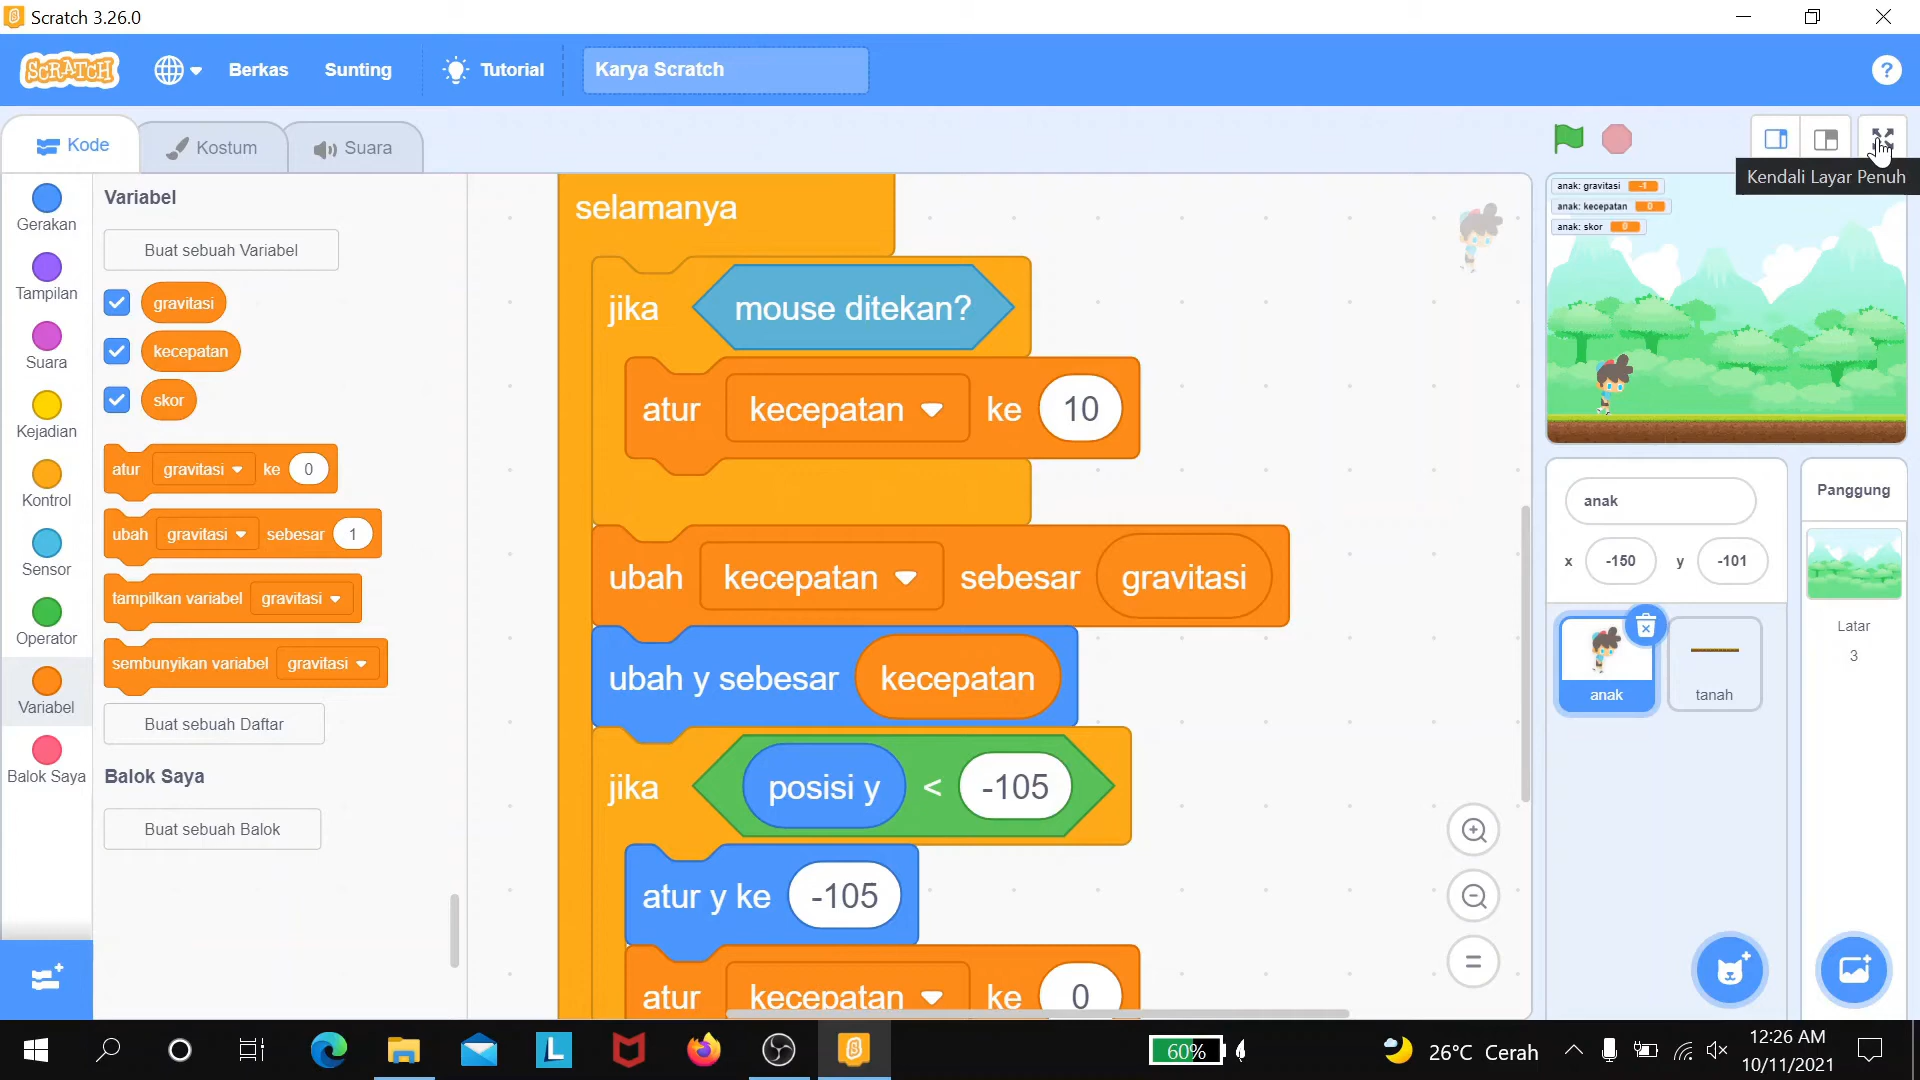 Scratch 3.26.0
SCRATCH
Berkas
Sunting
Tutorial
Karya Scratch
?
Kode
Kostum
Suara
Kendali Layar Penuh
Gerakan
Tampilan
Suara
Kejadian
Kontrol
Sensor
Operator
Variabel
Balok Saya
Variabel
Buat sebuah Variabel
gravitasi
kecepatan
skor
atur gravitasi ke 0
ubah gravitasi sebesar 1
tampilkan variabel gravitasi
sembunyikan variabel gravitasi
Buat sebuah Daftar
Balok Saya
Buat sebuah Balok
selamanya
jika mouse ditekan?
atur kecepatan ke 10
ubah kecepatan sebesar gravitasi
ubah y sebesar kecepatan
jika posisi y < -105
atur y ke -105
atur kecepatan ke 0
anak: gravitasi -1
anak: kecepatan 0
anak: skor 0
anak
x -150 y -101
anak
tanah
Panggung
Latar
3
L
60%
26°C Cerah
12:26 AM
10/11/2021